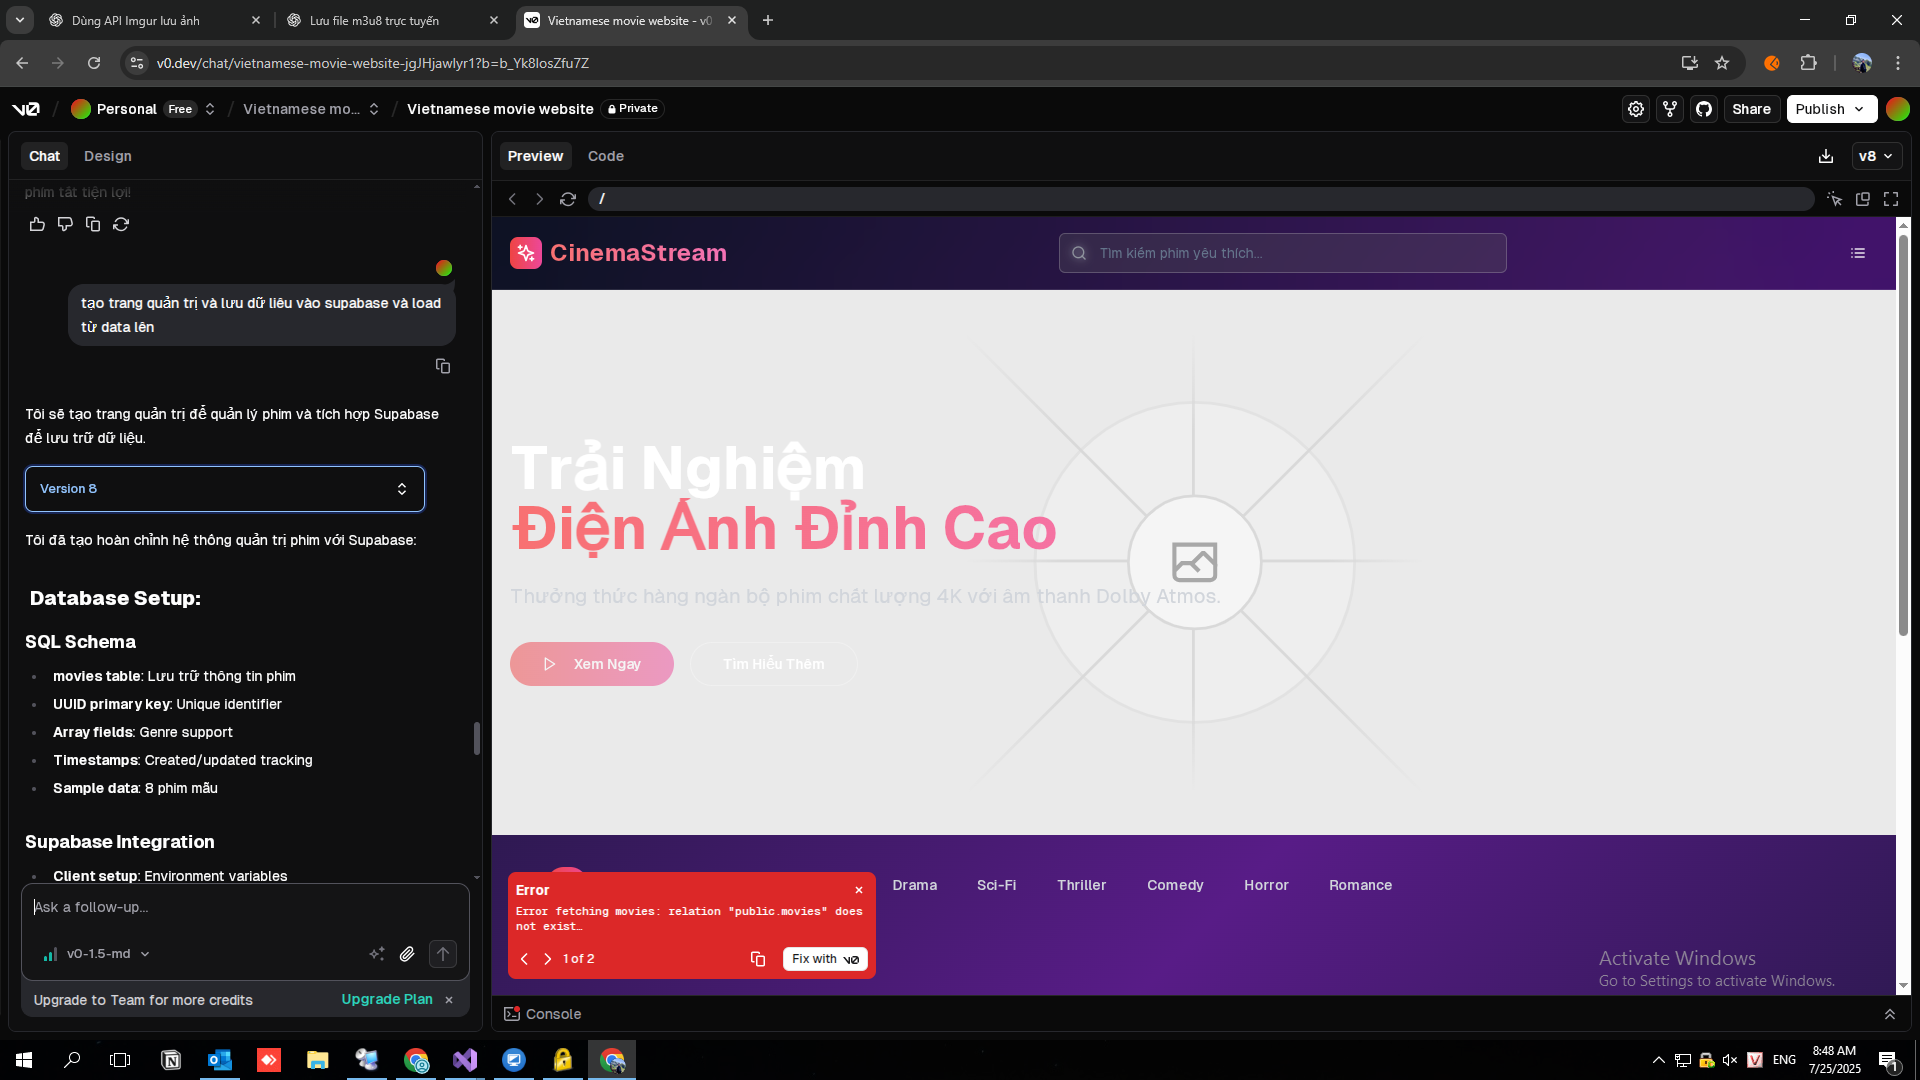 Dùng API Imgur lưu ảnh
Lưu file m3u8 trực tuyến
Vietnamese movie website - v0
v0.dev/chat/vietnamese-movie-website-jgJHjawlyr1?b=b_Yk8losZfu7Z
Personal Free
Vietnamese mo...
Vietnamese movie website
Private
Share
Publish
Chat
Design
Preview
Code
v8
phím tắt tiện lợi!
tạo trang quản trị và lưu dữ liêu vào supabase và load
từ data lên
Tôi sẽ tạo trang quản trị để quản lý phim và tích hợp Supabase
để lưu trữ dữ liệu.
Version 8
Tôi đã tạo hoàn chỉnh hệ thống quản trị phim với Supabase:
Database Setup:
SQL Schema
movies table: Lưu trữ thông tin phim
UUID primary key: Unique identifier
Array fields: Genre support
Timestamps: Created/updated tracking
Sample data: 8 phim mẫu
Supabase Integration
Client setup: Environment variables
Ask a follow-up...
v0-1.5-md
Upgrade to Team for more credits
Upgrade Plan
/
CinemaStream
Tìm kiếm phim yêu thích...
Trải Nghiệm
Điện Ảnh Đỉnh Cao
Thưởng thức hàng ngàn bộ phim chất lượng 4K với âm thanh Dolby Atmos.
Xem Ngay
Tìm Hiểu Thêm
Drama
Sci-Fi
Thriller
Comedy
Horror
Romance
Error
Error fetching movies: relation "public.movies" does
not exist…
1 of 2
Fix with v0
Activate Windows
Go to Settings to activate Windows.
Console
ENG
8:48 AM
7/25/2025
1